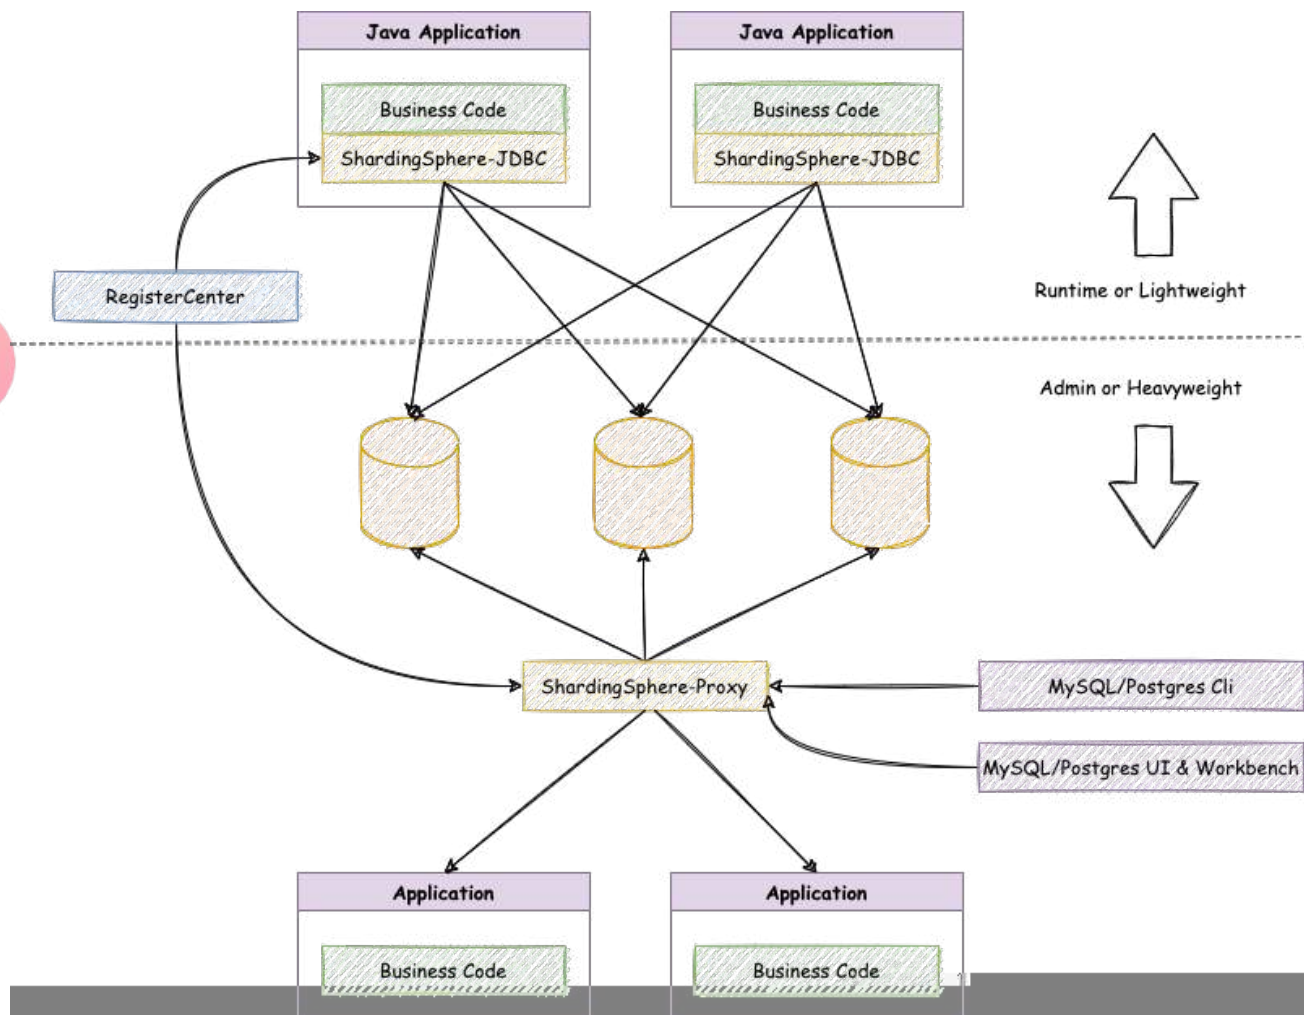 Java Application
Java Application
Business Code
Business Code
ShardingSphere-JDBC
ShardingSphere-JDBC
RegisterCenter
Runtime or Lightweight
Admin or Heavyweight
ShardingSphere-Proxy
MySQL/Postgres Cli
MySQL/Postgres UI & Workbench
Application
Application
Business Code
Business Code